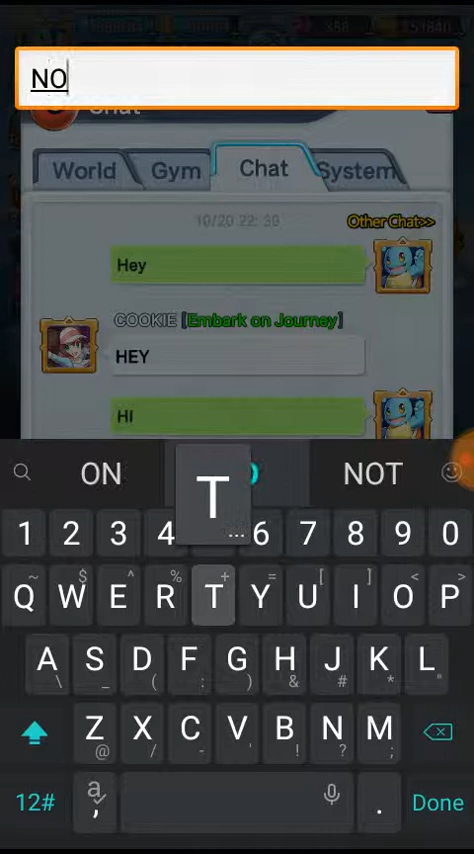 NO
Chat
World Gym Chat System
10/20 22: 39 Other Chat>>
Hey
COOKIE [Embark on Journey]
HEY
HI
ON NOT
T
...
1 2 3 4 6 7 8 9 0
~ $ ^ % + = [ ] < >
Q W E R T Y U I O P
A S D F G H J K L
\ _ ( : ) & # * "
Z X C V B N M
@ / - ' ! ? ;
12# a , . Done